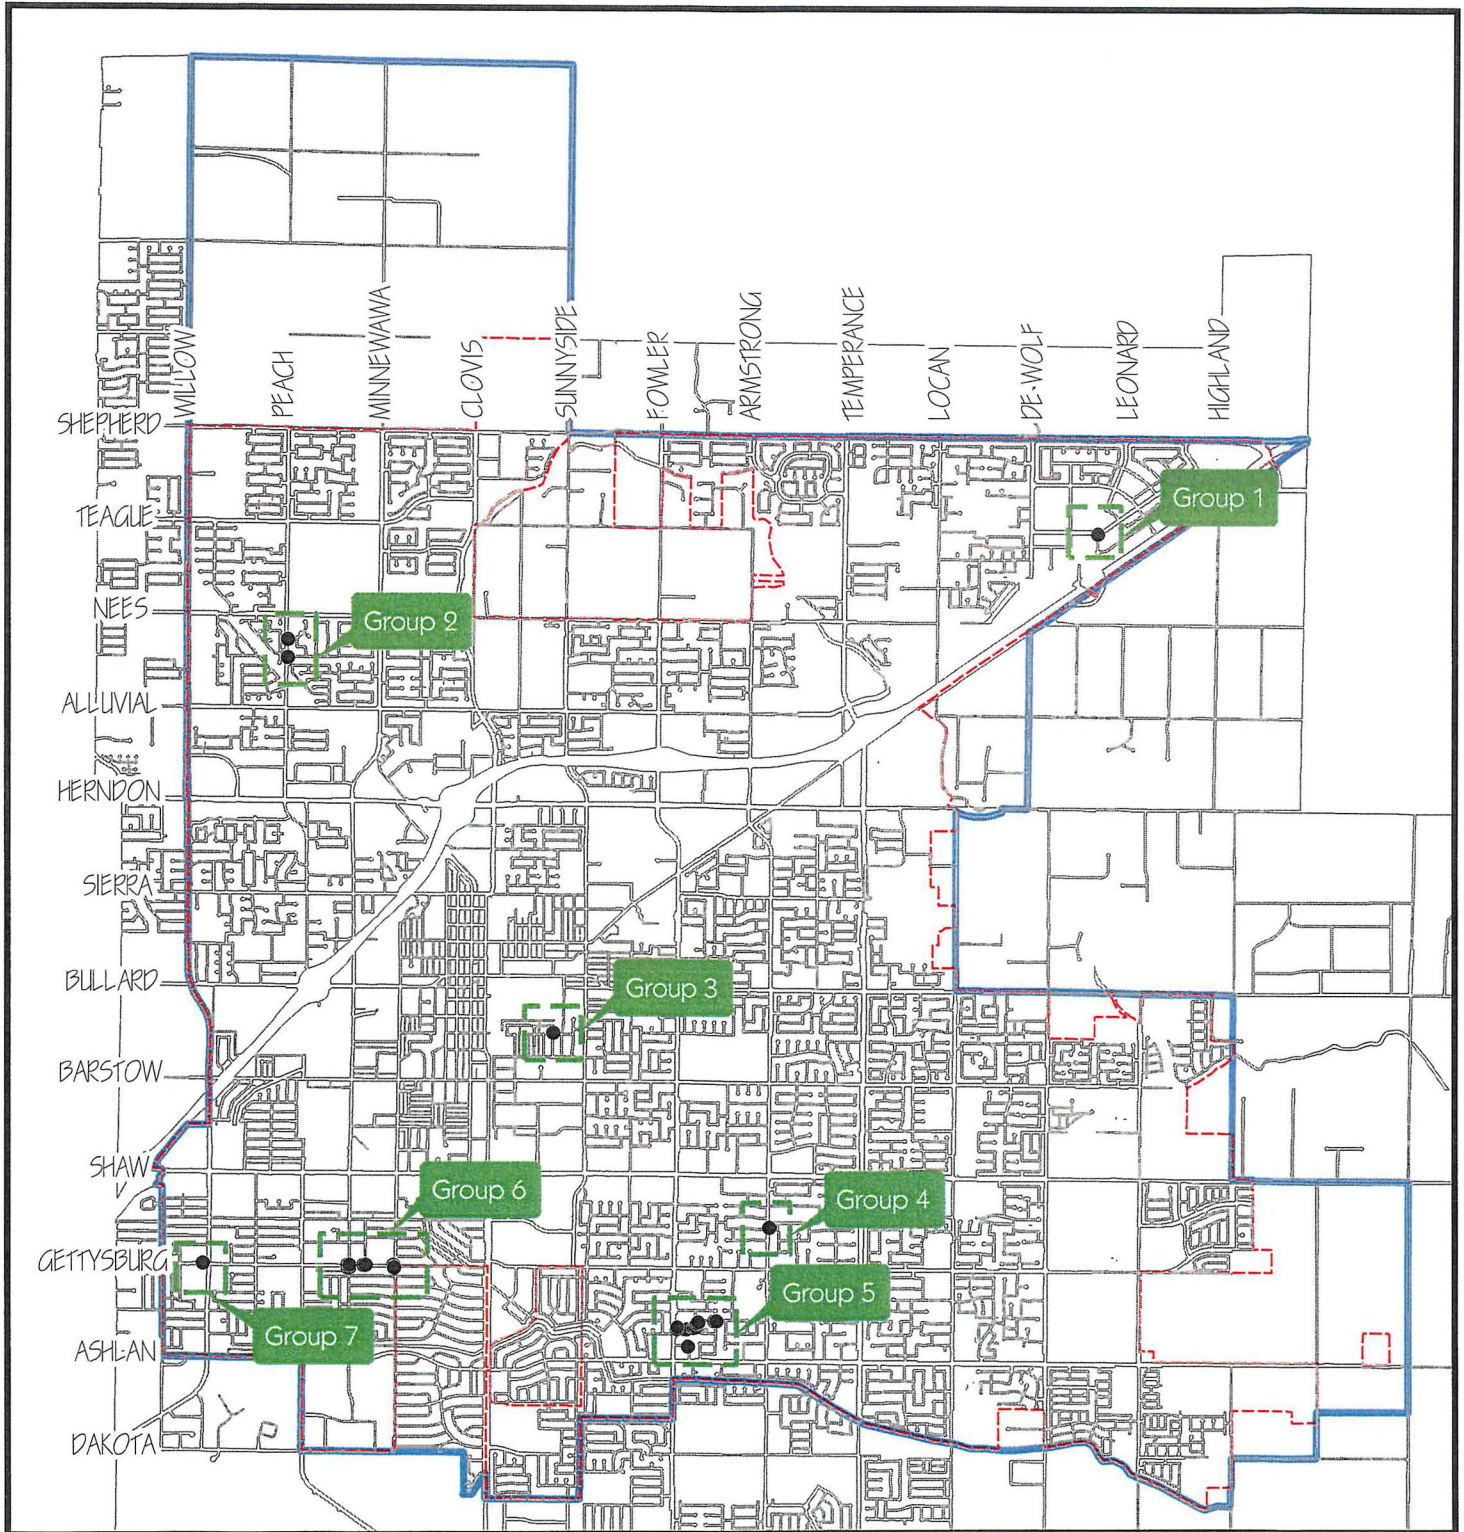 WILLOW
PEACH
MINNEWAWA
CLOVIS
SUNNYSIDE
FOWLER
ARMSTRONG
TEMPERANCE
LOCAN
DE-WOLF
LEONARD
HIGHLAND
SHEPHERD
Group 1
TEAGUE
NEES
Group 2
ALLUVIAL
HERNDON
SIERRA
BULLARD
Group 3
BARSTOW
SHAW
Group 6
Group 4
GETTYSBURG
Group 5
Group 7
ASHLAN
DAKOTA